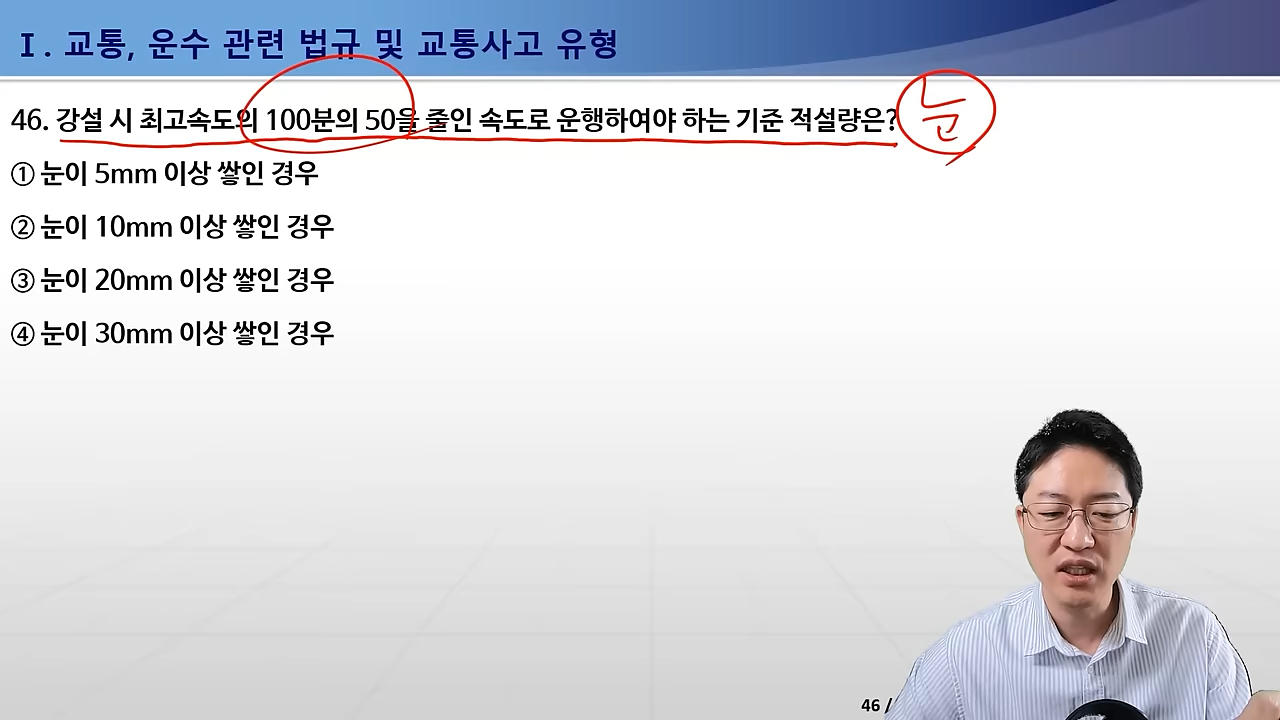 Ⅰ. 교통, 운수 관련 법규 및 교통사고 유형
46. 강설 시 최고속도의 100분의 50을 줄인 속도로 운행하여야 하는 기준 적설량은?
눈
① 눈이 5mm 이상 쌓인 경우
② 눈이 10mm 이상 쌓인 경우
③ 눈이 20mm 이상 쌓인 경우
④ 눈이 30mm 이상 쌓인 경우
46 /